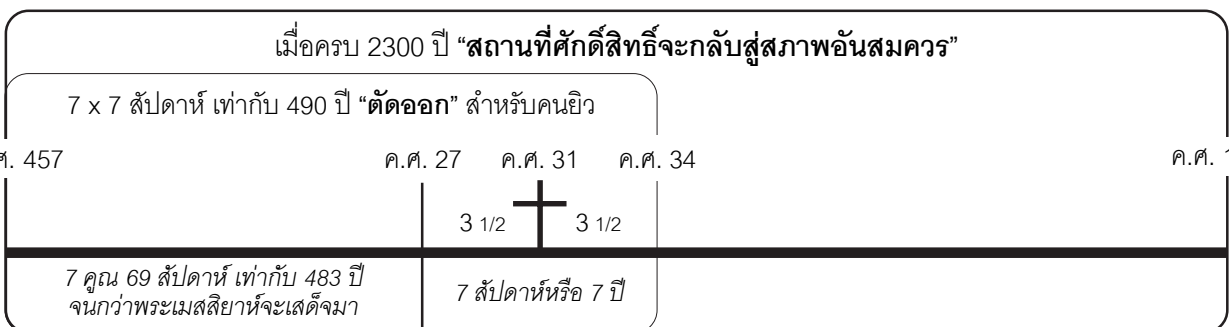 เมื่อครบ 2300 ปี “สถานที่ศักดิ์สิทธิ์จะกลับสู่สภาพอันสมควร”
7 x 7 สัปดาห์ เท่ากับ 490 ปี “ตัดออก” สำหรับคนยิว
ศ. 457 ค.ศ. 27 ค.ศ. 31 ค.ศ. 34 ค.ศ. 1
3 1/2 3 1/2
7 คูณ 69 สัปดาห์ เท่ากับ 483 ปี
จนกว่าพระเมสสิยาห์จะเสด็จมา
7 สัปดาห์หรือ 7 ปี